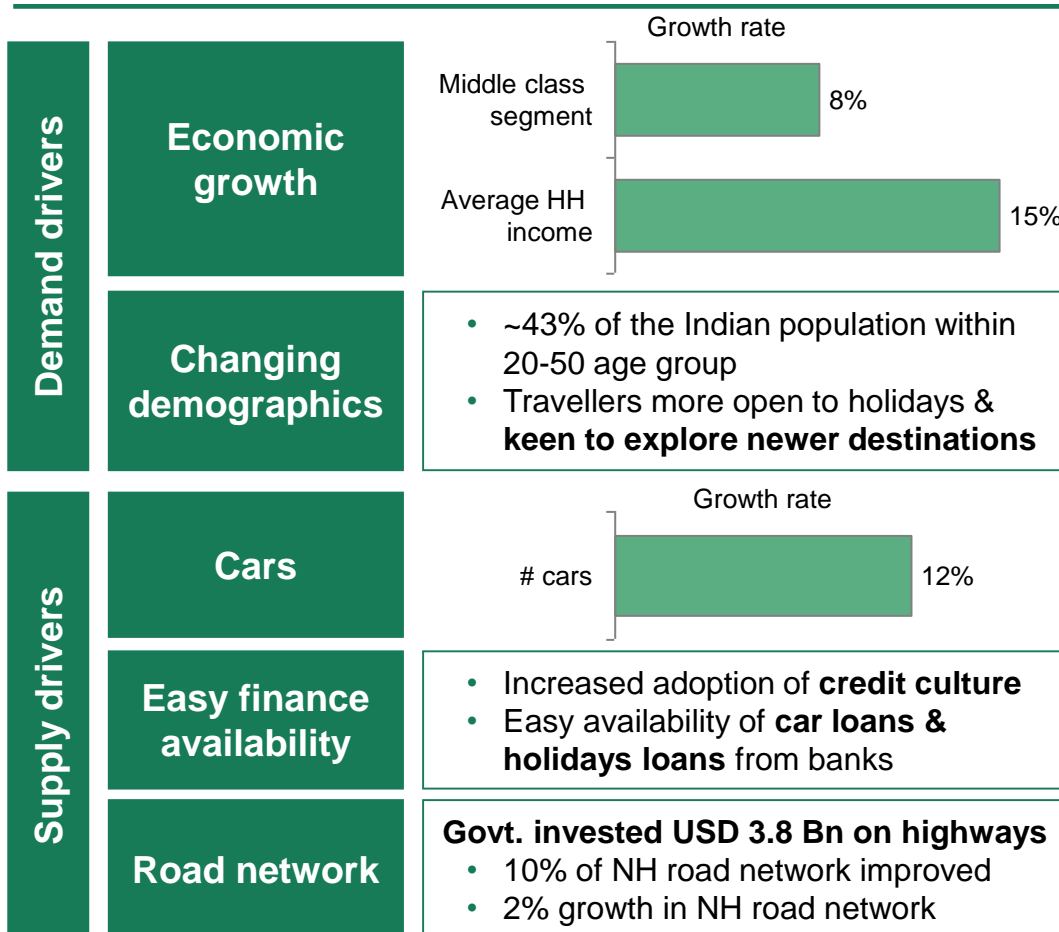 Demand drivers
Economic
growth
Growth rate
Middle class
segment
8%
Average HH
income
15%
Changing
demographics
• ~43% of the Indian population within
20-50 age group
• Travellers more open to holidays &
keen to explore newer destinations
Supply drivers
Cars
Growth rate
# cars
12%
Easy finance
availability
• Increased adoption of credit culture
• Easy availability of car loans &
holidays loans from banks
Road network
Govt. invested USD 3.8 Bn on highways
• 10% of NH road network improved
• 2% growth in NH road network